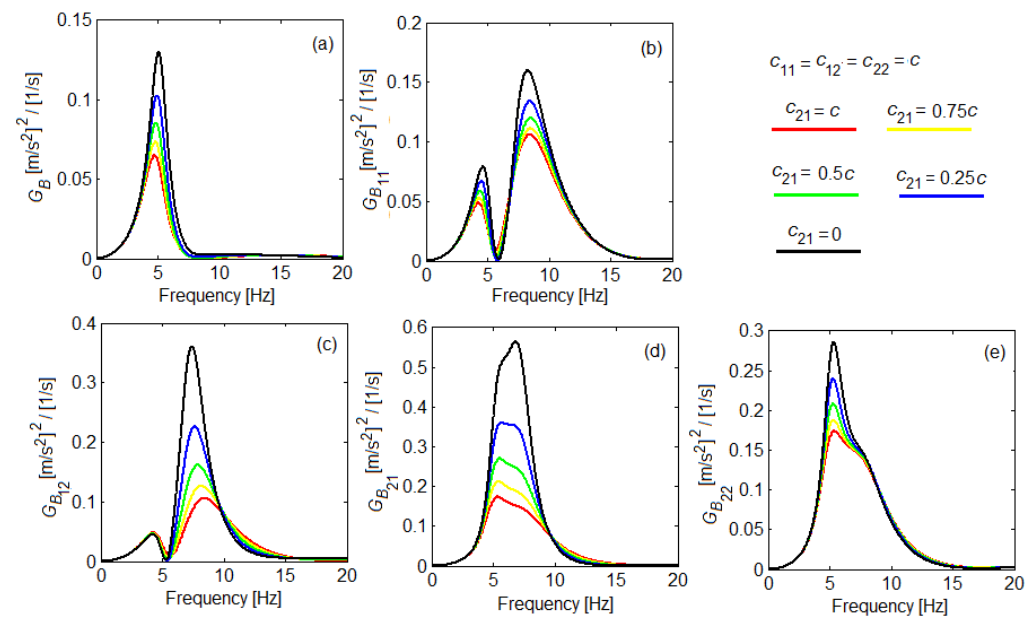 0.15
0.1
0.05
0
(a)
G_B [m/s²]² / [1/s]
0 5 10 15 20
Frequency [Hz]
0.2
0.15
0.1
0.05
0
(b)
G_B₁₁ [m/s²]² / [1/s]
0 5 10 15 20
Frequency [Hz]
c₁₁ = c₁₂ = c₂₂ = c
c₂₁ = c
c₂₁ = 0.75c
c₂₁ = 0.5c
c₂₁ = 0.25c
c₂₁ = 0
0.4
0.3
0.2
0.1
0
(c)
G_B₁₂ [m/s²]² / [1/s]
0 5 10 15 20
Frequency [Hz]
0.6
0.5
0.4
0.3
0.2
0.1
0
(d)
G_B₂₁ [m/s²]² / [1/s]
0 5 10 15 20
Frequency [Hz]
0.3
0.25
0.2
0.15
0.1
0.05
0
(e)
G_B₂₂ [m/s²]² / [1/s]
0 5 10 15 20
Frequency [Hz]